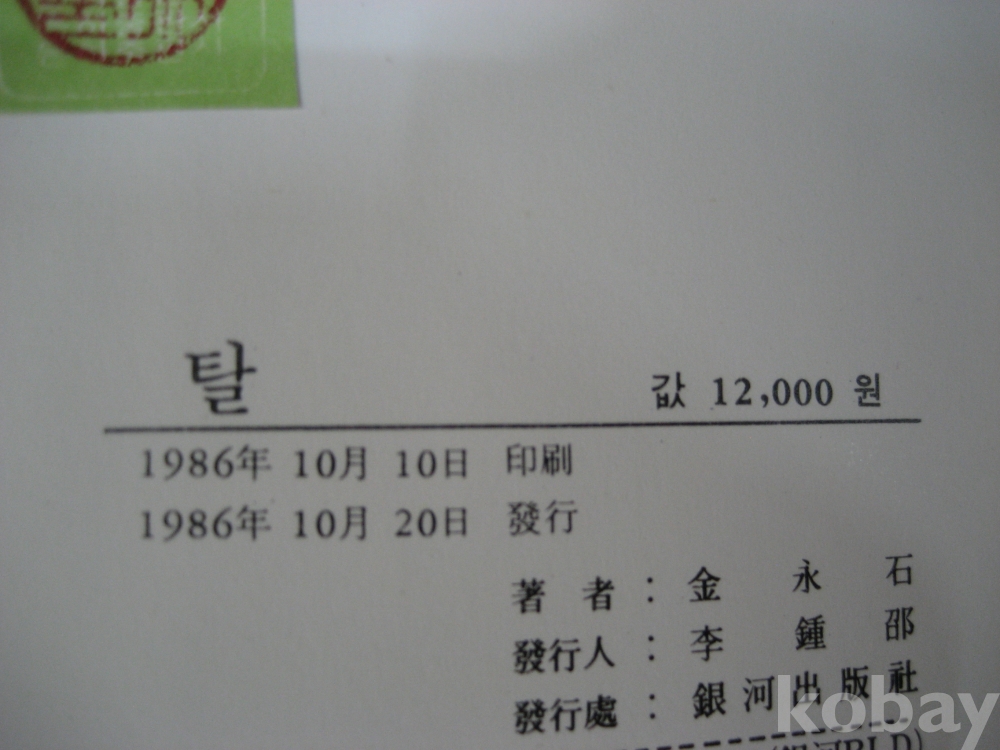 탈
값 12,000 원
1986年 10月 10日 印刷
1986年 10月 20日 發行
著者 : 金永石
發行人 : 李鍾邵
發行處 : 銀河出版社
kobay